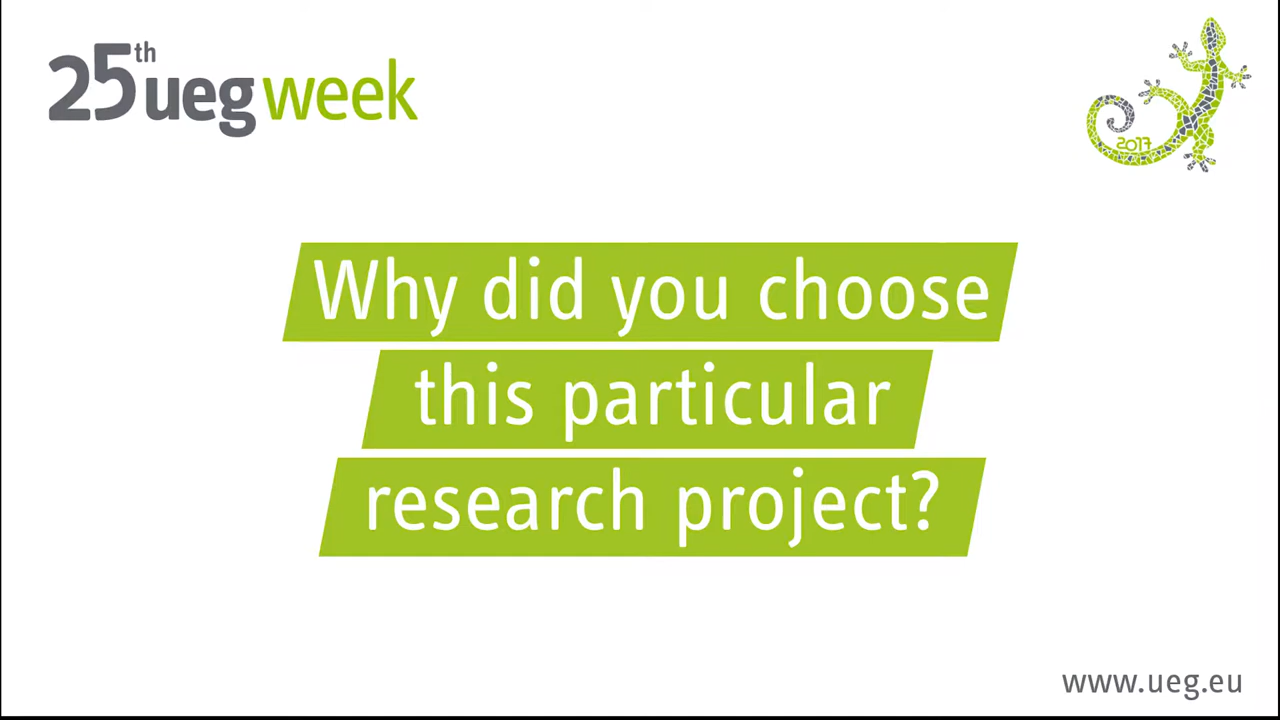 25th ueg week
2017
Why did you choose
this particular
research project?
www.ueg.eu